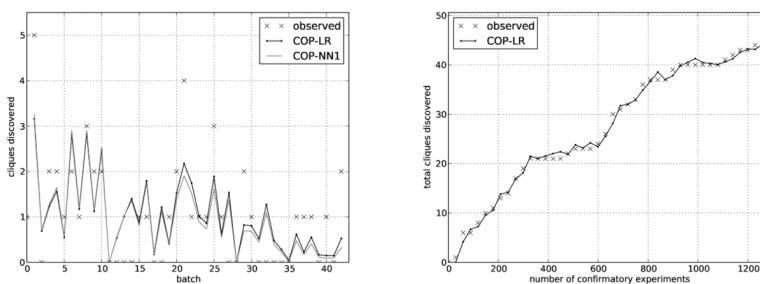 5
4
3
2
1
0
cliques discovered
0 5 10 15 20 25 30 35 40
batch
observed
COP-LR
COP-NN1
50
40
30
20
10
0
total cliques discovered
0 200 400 600 800 1000 1200
number of confirmatory experiments
observed
COP-LR